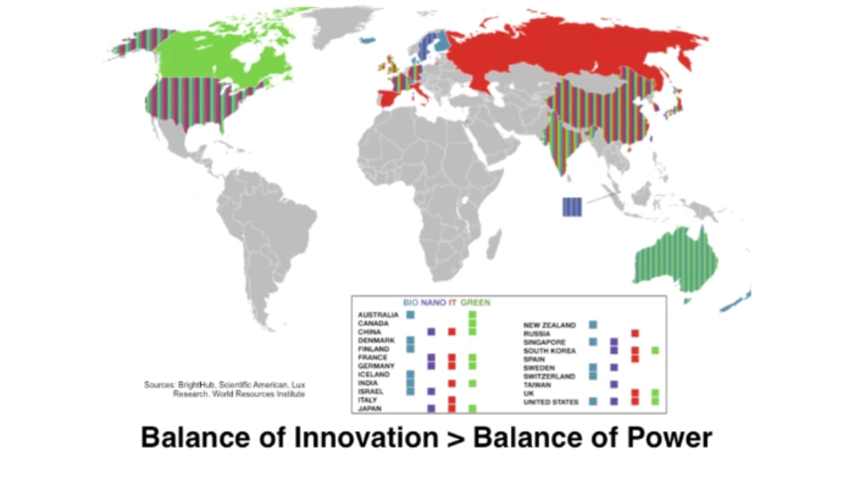 BIO NANO IT GREEN
AUSTRALIA
CANADA
CHINA
DENMARK
FINLAND
FRANCE
GERMANY
ICELAND
INDIA
ISRAEL
ITALY
JAPAN
NEW ZEALAND
RUSSIA
SINGAPORE
SOUTH KOREA
SPAIN
SWEDEN
SWITZERLAND
TAIWAN
UK
UNITED STATES
Sources: BrightHub, Scientific American, Lux
Research, World Resources Institute
Balance of Innovation > Balance of Power